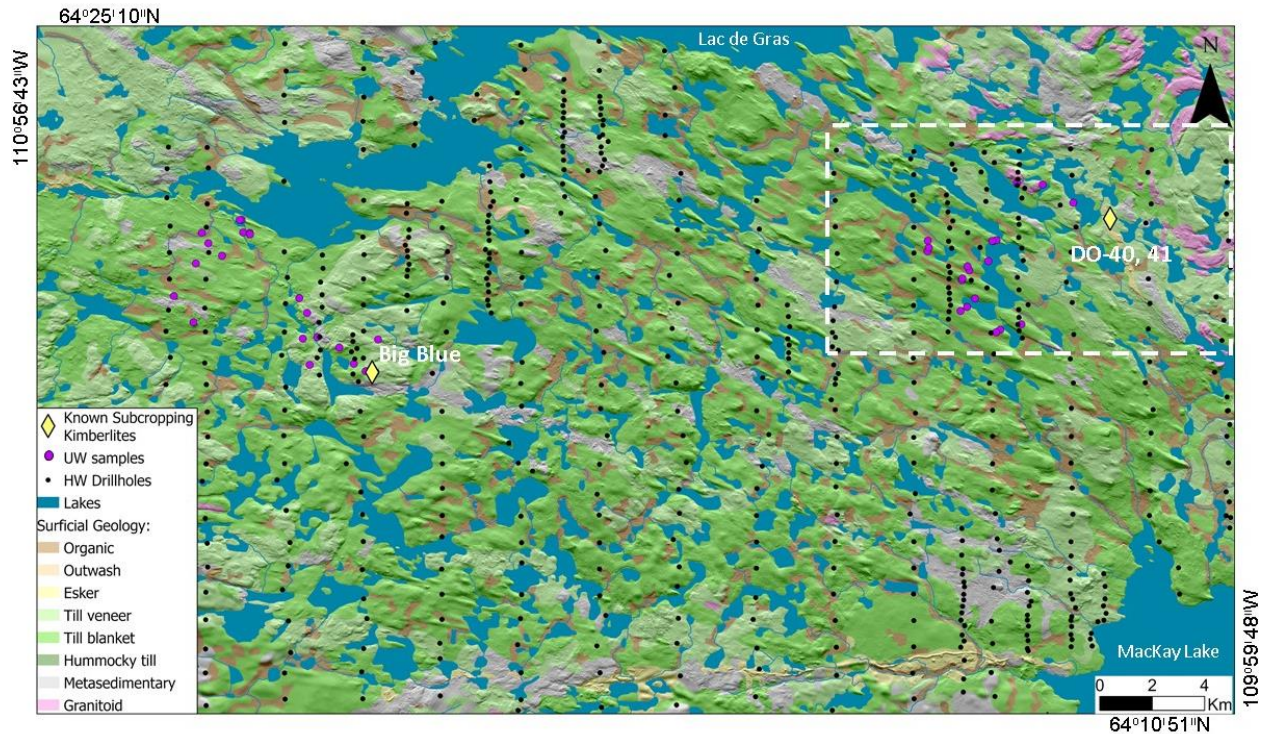 64°25'10"N
Lac de Gras
N
110°56'43"W
DO-40, 41
Big Blue
Known Subcropping
Kimberlites
UW samples
HW Drillholes
Lakes
Surficial Geology:
Organic
Outwash
Esker
Till veneer
Till blanket
Hummocky till
Metasedimentary
Granitoid
MacKay Lake
0 2 4
Km
109°59'48"W
64°10'51"N